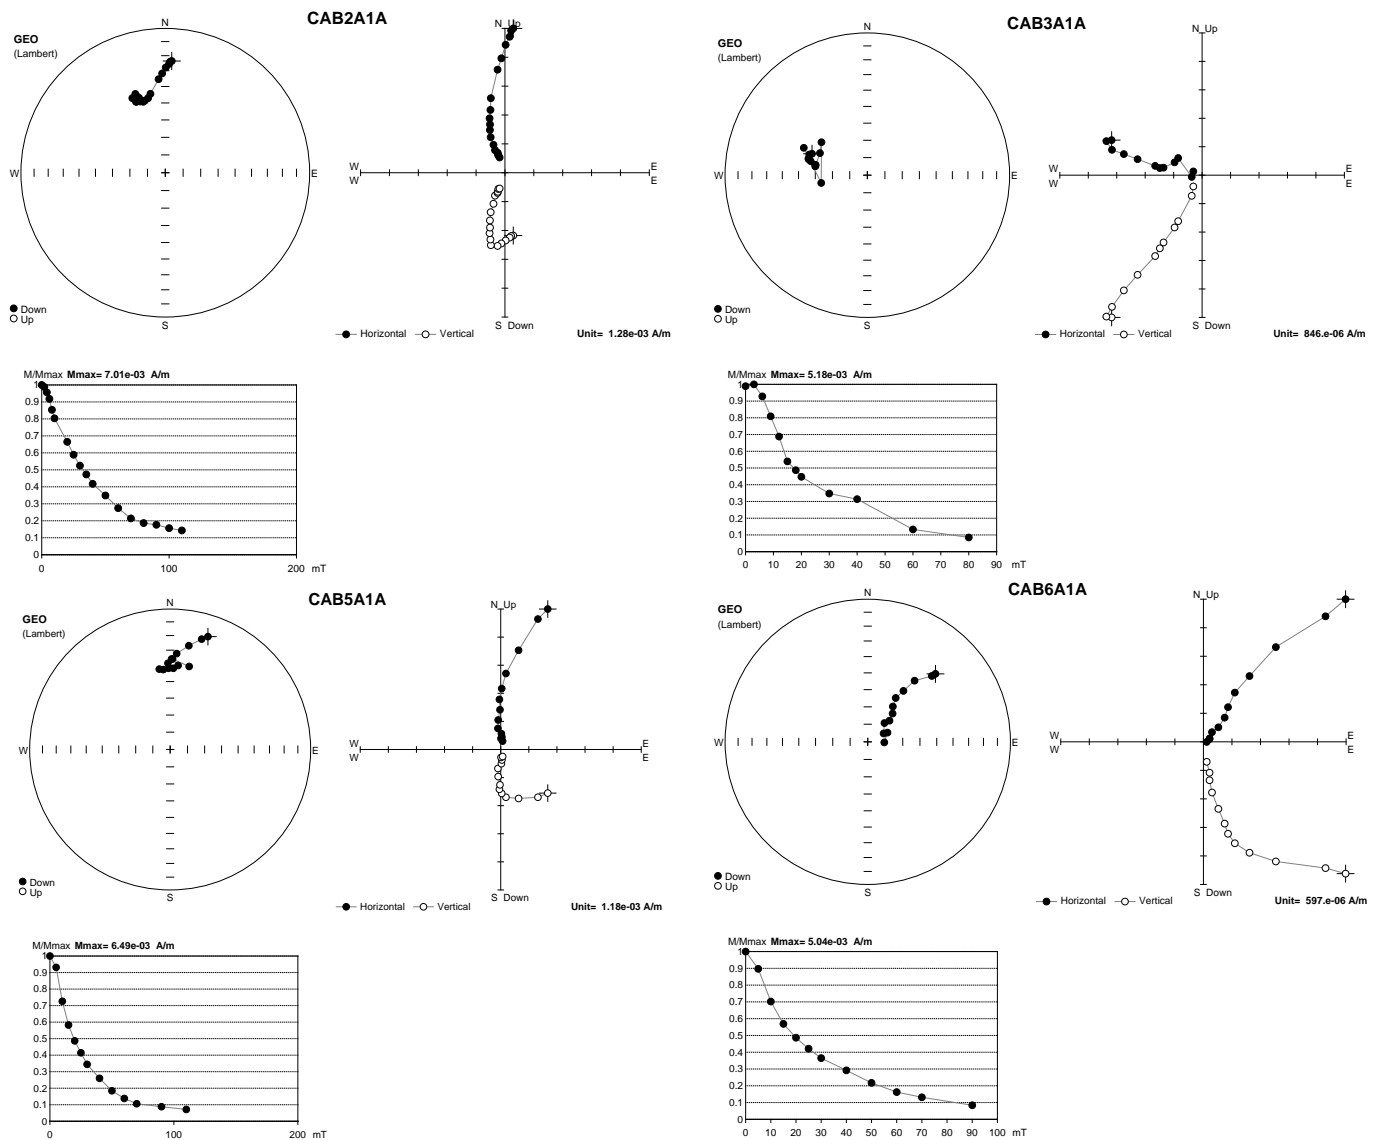 CAB2A1A
GEO
(Lambert)
N
W
E
S
Down
Up
N Up
W
W
E
E
S Down
Horizontal
Vertical
Unit= 1.28e-03 A/m
M/Mmax Mmax= 7.01e-03 A/m
1
0.9
0.8
0.7
0.6
0.5
0.4
0.3
0.2
0.1
0
0 100 200 mT
CAB3A1A
GEO
(Lambert)
N
W
E
S
Down
Up
N Up
W
W
E
E
S Down
Horizontal
Vertical
Unit= 846.e-06 A/m
M/Mmax Mmax= 5.18e-03 A/m
1
0.9
0.8
0.7
0.6
0.5
0.4
0.3
0.2
0.1
0
0 10 20 30 40 50 60 70 80 90 mT
CAB5A1A
GEO
(Lambert)
N
W
E
S
Down
Up
N Up
W
W
E
E
S Down
Horizontal
Vertical
Unit= 1.18e-03 A/m
M/Mmax Mmax= 6.49e-03 A/m
1
0.9
0.8
0.7
0.6
0.5
0.4
0.3
0.2
0.1
0 100 200 mT
CAB6A1A
GEO
(Lambert)
N
W
E
S
Down
Up
N Up
W
W
E
E
S Down
Horizontal
Vertical
Unit= 597.e-06 A/m
M/Mmax Mmax= 5.04e-03 A/m
1
0.9
0.8
0.7
0.6
0.5
0.4
0.3
0.2
0.1
0
0 10 20 30 40 50 60 70 80 90 100 mT